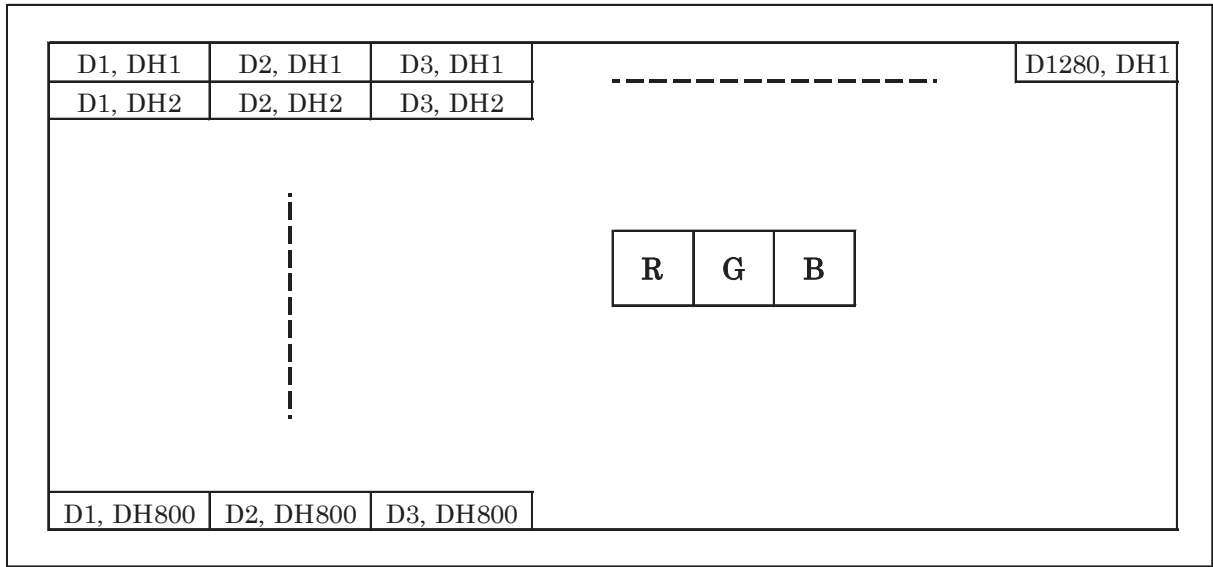 D1, DH1 D2, DH1 D3, DH1 D1280, DH1
D1, DH2 D2, DH2 D3, DH2
R G B
D1, DH800 D2, DH800 D3, DH800